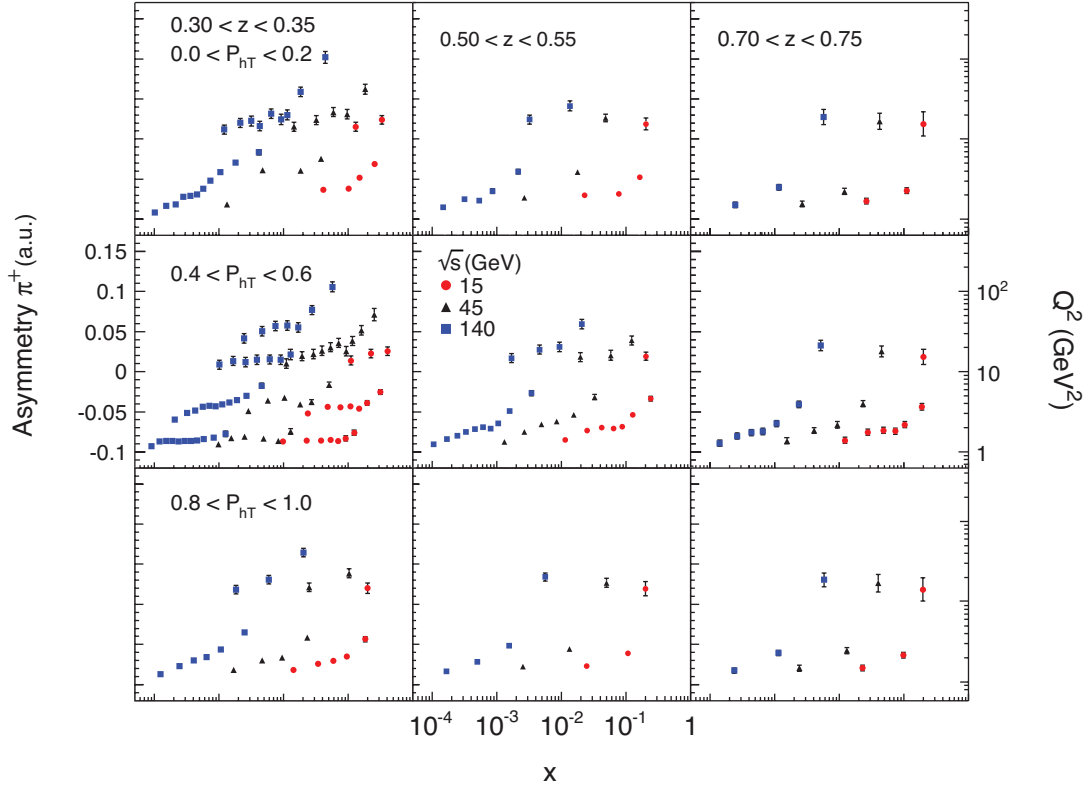 0.30 < z < 0.35
0.0 < P_hT < 0.2
0.50 < z < 0.55
0.70 < z < 0.75
Asymmetry π⁺ (a.u.)
0.15
0.1
0.05
0
-0.05
-0.1
0.4 < P_hT < 0.6
√s (GeV)
15
45
140
10²
10
1
Q² (GeV²)
0.8 < P_hT < 1.0
10⁻⁴
10⁻³
10⁻²
10⁻¹
1
x